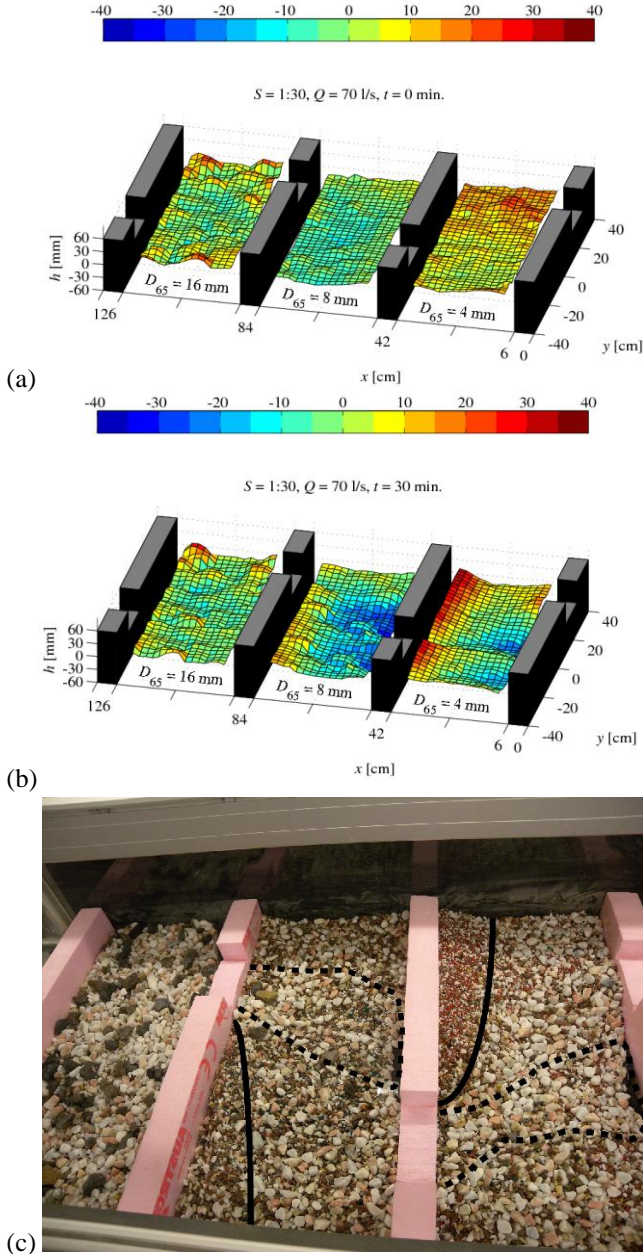 -40 -30 -20 -10 0 10 20 30 40
S = 1:30, Q = 70 l/s, t = 0 min.
h [mm]
60
30
0
-30
-60
D65 = 16 mm
D65 = 8 mm
D65 = 4 mm
126
84
42
6 0
40
20
0
-20
-40
y [cm]
x [cm]
(a)
-40 -30 -20 -10 0 10 20 30 40
S = 1:30, Q = 70 l/s, t = 30 min.
h [mm]
60
30
0
-30
-60
D65 = 16 mm
D65 = 8 mm
D65 = 4 mm
126
84
42
6 0
40
20
0
-20
-40
y [cm]
x [cm]
(b)
(c)